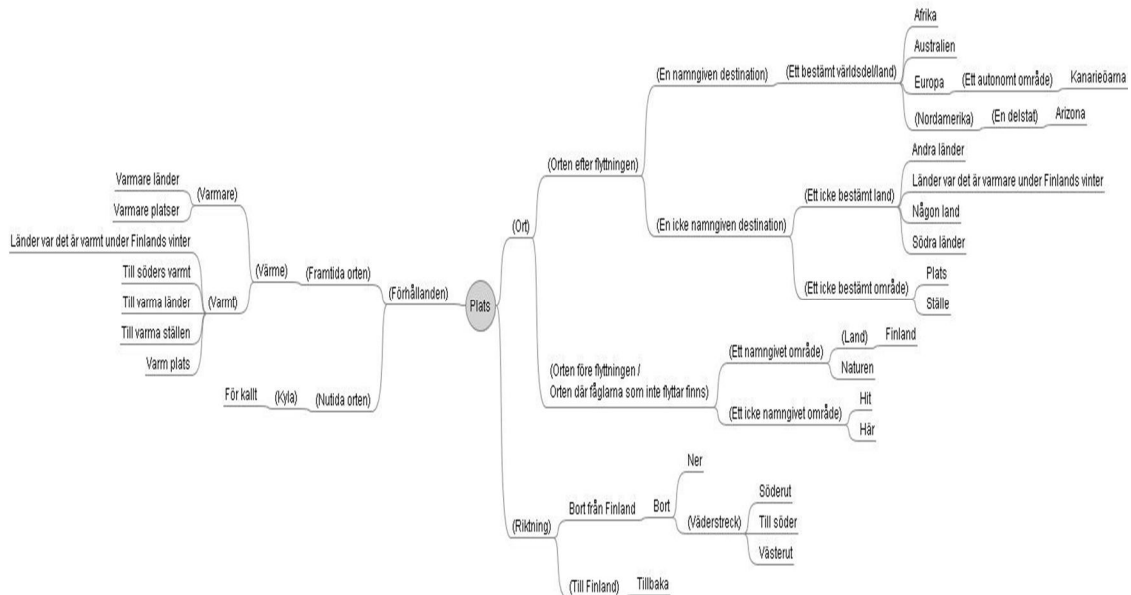 Plats
(Förhållanden)
(Framtida orten)
(Värme)
(Varmare)
Varmare länder
Varmare platser
(Varmt)
Länder var det är varmt under Finlands vinter
Till söders varmt
Till varma länder
Till varma ställen
Varm plats
(Nutida orten)
(Kyla)
För kallt
(Ort)
(Orten efter flyttningen)
(En namngiven destination)
(Ett bestämt världsdel/land)
Afrika
Australien
Europa
(Ett autonomt område)
Kanarieöarna
(Nordamerika)
(En delstat)
Arizona
(En icke namngiven destination)
(Ett icke bestämt land)
Andra länder
Länder var det är varmare under Finlands vinter
Någon land
Södra länder
(Ett icke bestämt område)
Plats
Ställe
(Orten före flyttningen /
Orten där fåglarna som inte flyttar finns)
(Ett namngivet område)
(Land)
Finland
Naturen
(Ett icke namngivet område)
Hit
Här
(Riktning)
Bort från Finland
Bort
Ner
(Väderstreck)
Söderut
Till söder
Västerut
(Till Finland)
Tillbaka